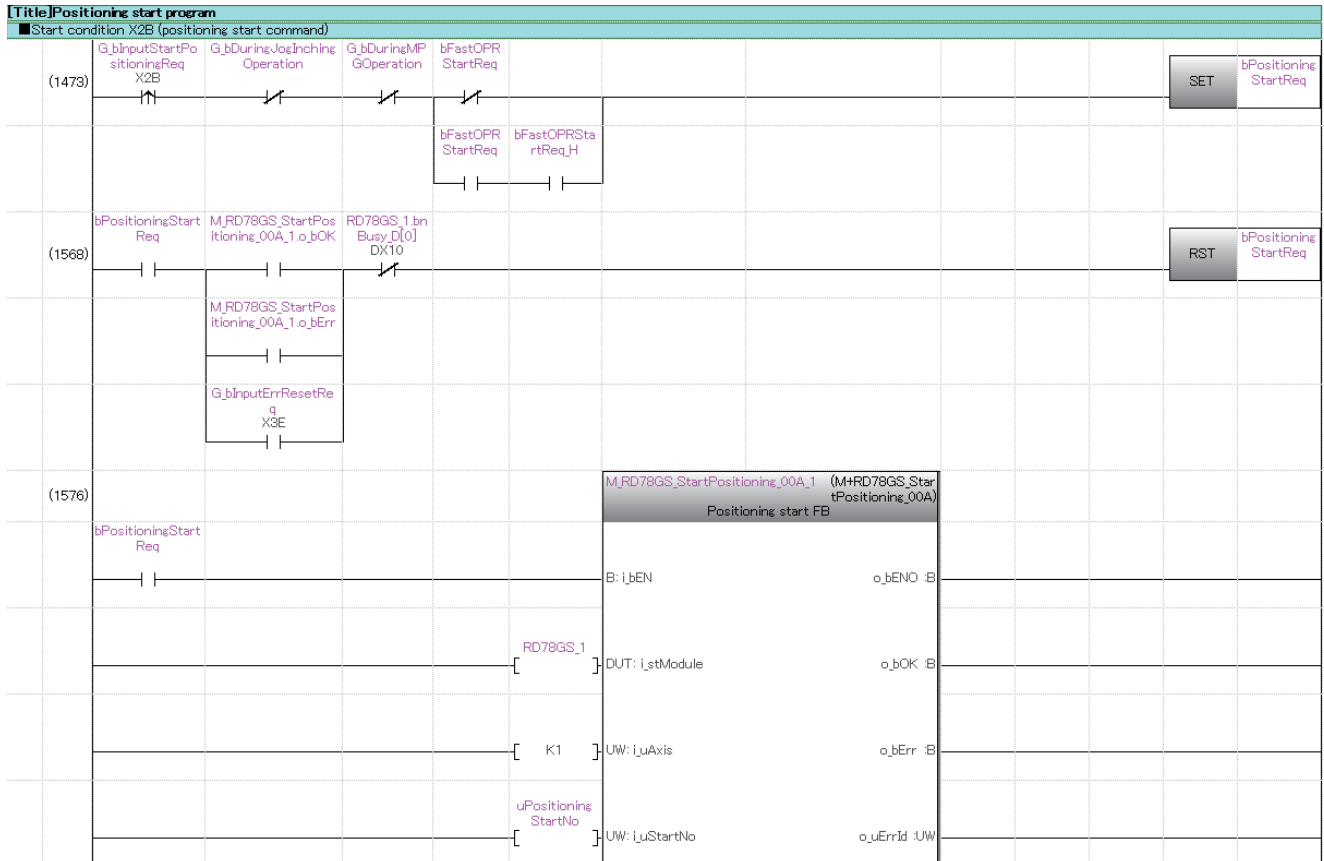 [Title]Positioning start program
■Start condition X2B (positioning start command)
G_bInputStartPo
sitioningReq
X2B
G_bDuringJogInching
Operation
G_bDuringMP
GOperation
bFastOPR
StartReq
(1473)
SET
bPositioning
StartReq
bFastOPR
StartReq
bFastOPRSta
rtReq_H
bPositioningStart
Req
M_RD78GS_StartPos
itioning_00A_1.o_bOK
RD78GS_1.bn
Busy_D[0]
DX10
(1568)
RST
bPositioning
StartReq
M_RD78GS_StartPos
itioning_00A_1.o_bErr
G_bInputErrResetRe
q
X3E
(1576)
M_RD78GS_StartPositioning_00A_1
(M+RD78GS_Star
tPositioning_00A)
Positioning start FB
bPositioningStart
Req
B: i_bEN
o_bENO :B
RD78GS_1
DUT: i_stModule
o_bOK :B
K1
UW: i_uAxis
o_bErr :B
uPositioning
StartNo
UW: i_uStartNo
o_uErrId :UW